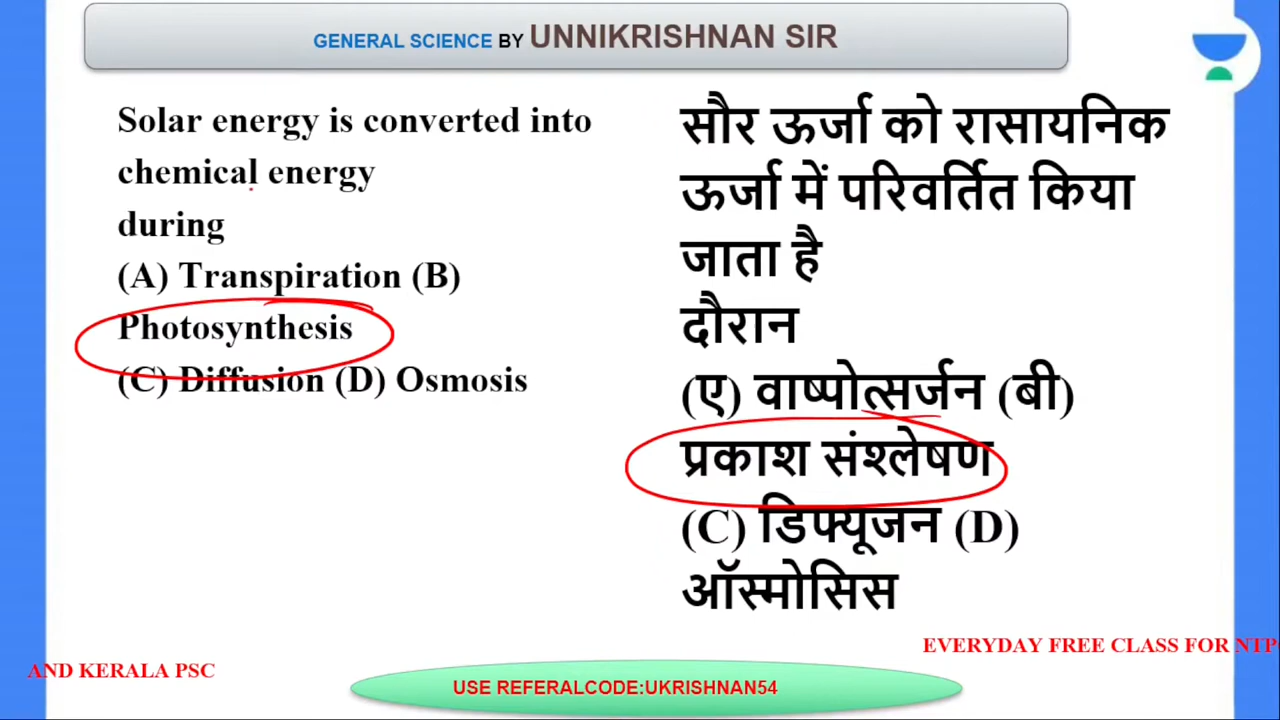 GENERAL SCIENCE BY UNNIKRISHNAN SIR
Solar energy is converted into
chemical energy
during
(A) Transpiration (B)
Photosynthesis
(C) Diffusion (D) Osmosis
सौर ऊर्जा को रासायनिक
ऊर्जा में परिवर्तित किया
जाता है
दौरान
(ए) वाष्पोत्सर्जन (बी)
प्रकाश संश्लेषण
(C) डिफ्यूजन (D)
ऑस्मोसिस
EVERYDAY FREE CLASS FOR NTP
AND KERALA PSC
USE REFERALCODE:UKRISHNAN54